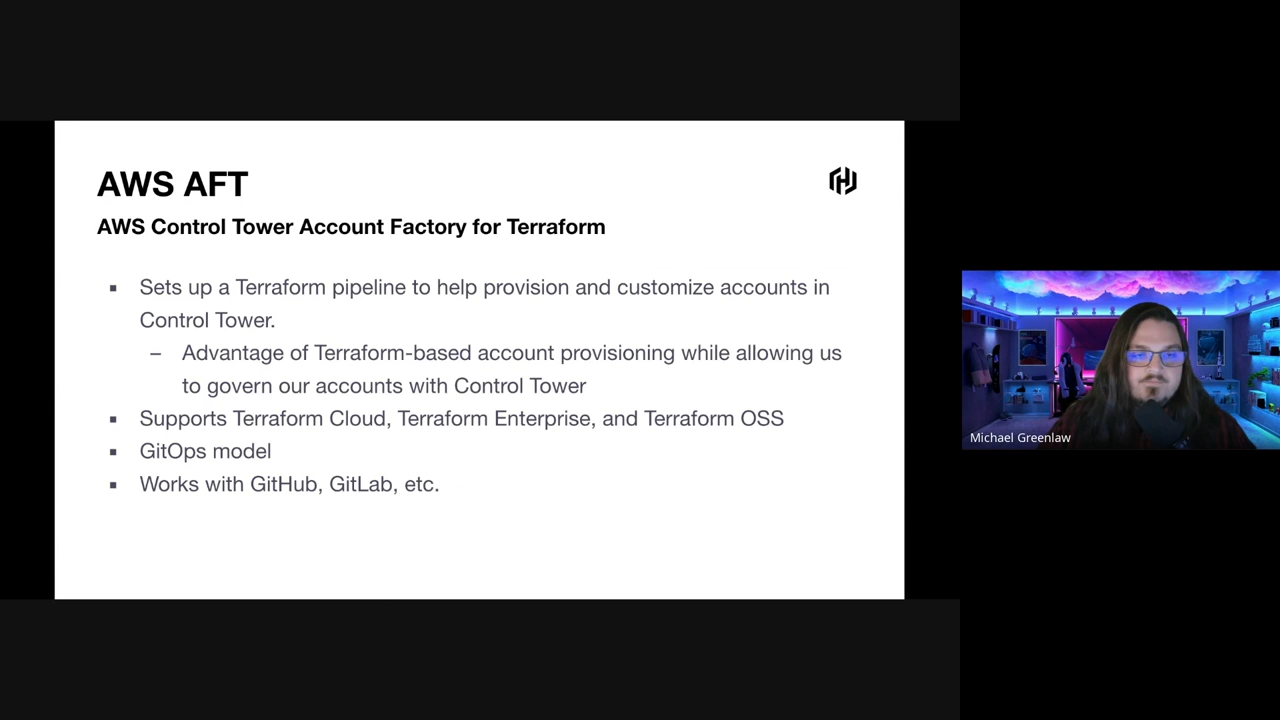 AWS AFT
AWS Control Tower Account Factory for Terraform
▪ Sets up a Terraform pipeline to help provision and customize accounts in
Control Tower.
– Advantage of Terraform-based account provisioning while allowing us
to govern our accounts with Control Tower
▪ Supports Terraform Cloud, Terraform Enterprise, and Terraform OSS
▪ GitOps model
▪ Works with GitHub, GitLab, etc.
Michael Greenlaw